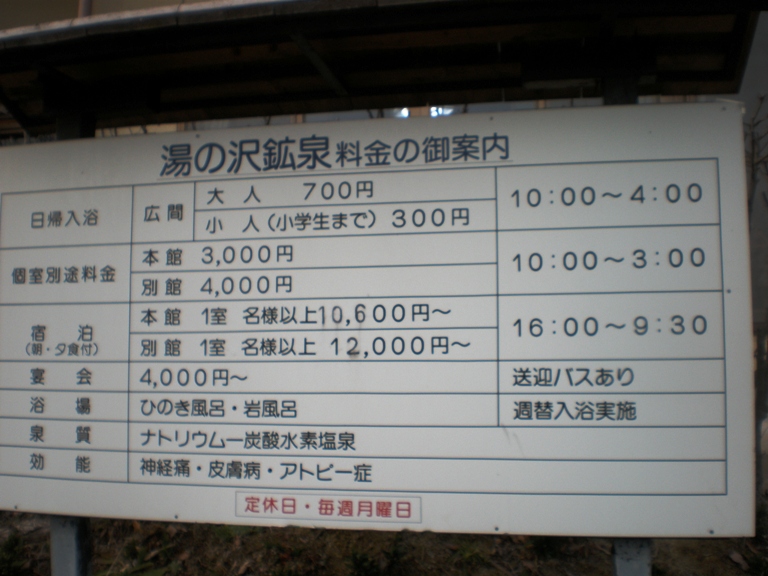 湯の沢鉱泉料金の御案内
日帰入浴 広間 大人 700円 10:00～4:00
小人(小学生まで) 300円
個室別途料金 本館 3,000円 10:00～3:00
別館 4,000円
宿泊 (朝・夕食付) 本館 1室 名様以上10,600円～ 16:00～9:30
別館 1室 名様以上 12,000円～
宴会 4,000円～ 送迎バスあり
浴場 ひのき風呂・岩風呂 週替入浴実施
泉質 ナトリウムー炭酸水素塩泉
効能 神経痛・皮膚病・アトピー症
定休日・毎週月曜日